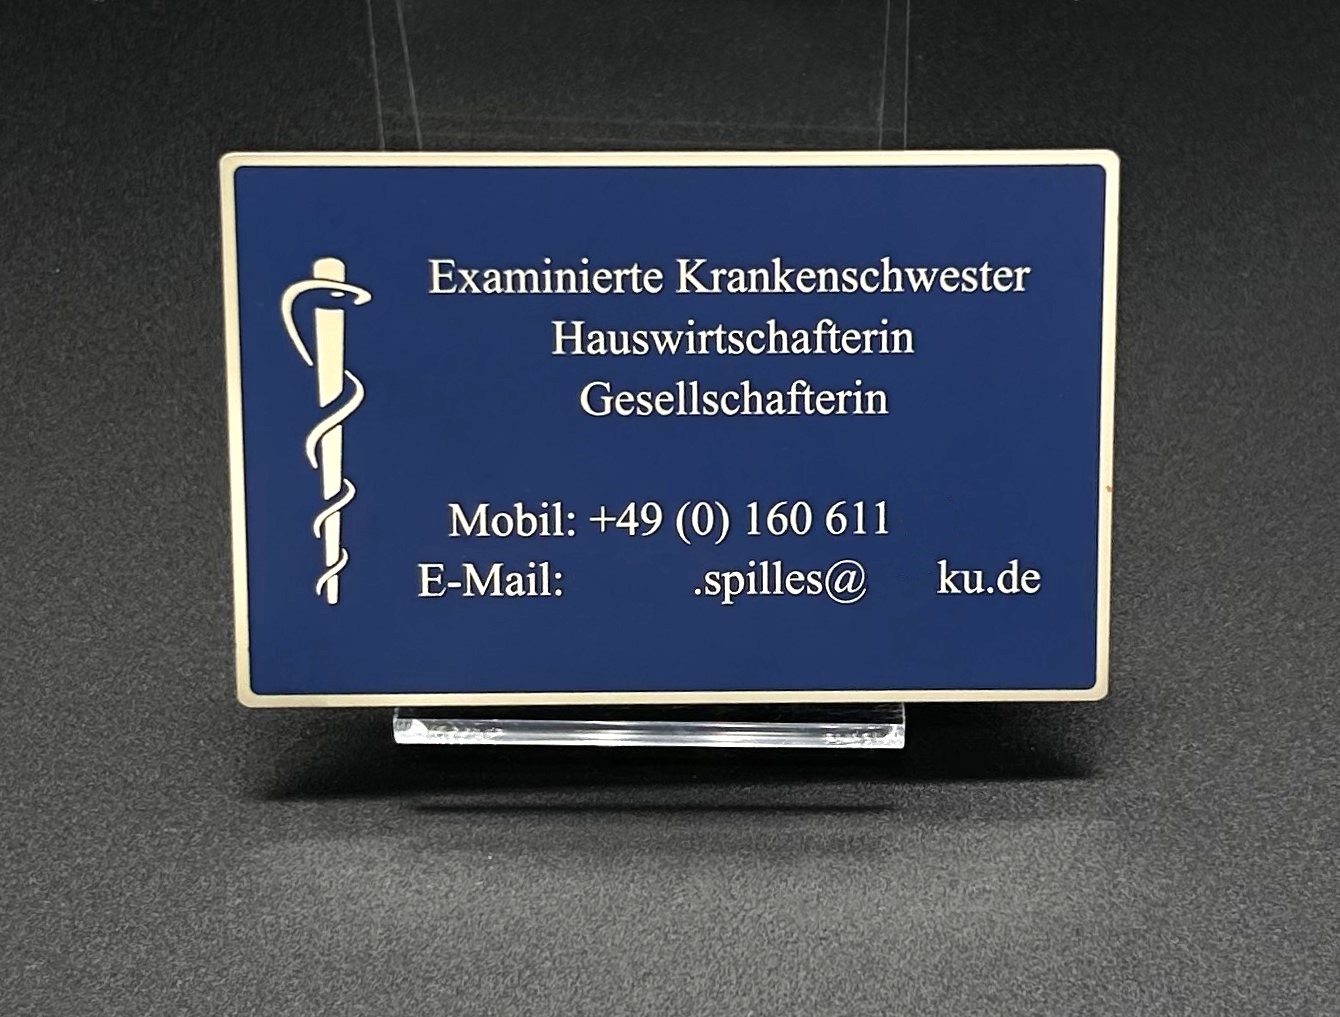 Examinierte Krankenschwester
Hauswirtschafterin
Gesellschafterin
Mobil: +49 (0) 160 611
E-Mail: .spilles@ ku.de